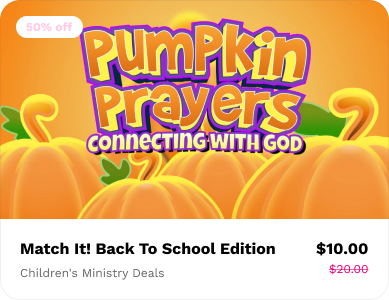 50% off
Pumpkin
Prayers
CONNECTING WITH GOD
Match It! Back To School Edition
$10.00
Children's Ministry Deals
$20.00